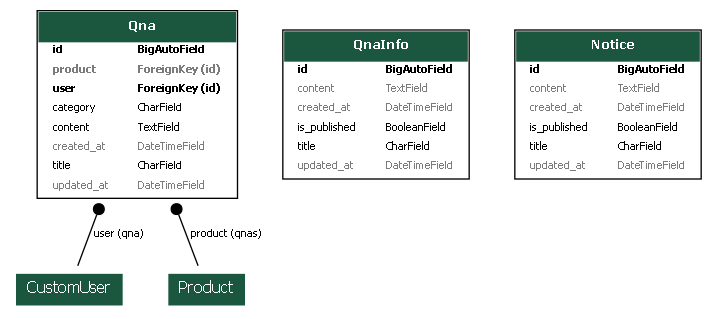 Qna
id BigAutoField
product ForeignKey (id)
user ForeignKey (id)
category CharField
content TextField
created_at DateTimeField
title CharField
updated_at DateTimeField
QnaInfo
id BigAutoField
content TextField
created_at DateTimeField
is_published BooleanField
title CharField
updated_at DateTimeField
Notice
id BigAutoField
content TextField
created_at DateTimeField
is_published BooleanField
title CharField
updated_at DateTimeField
user (qna)
product (qnas)
CustomUser
Product